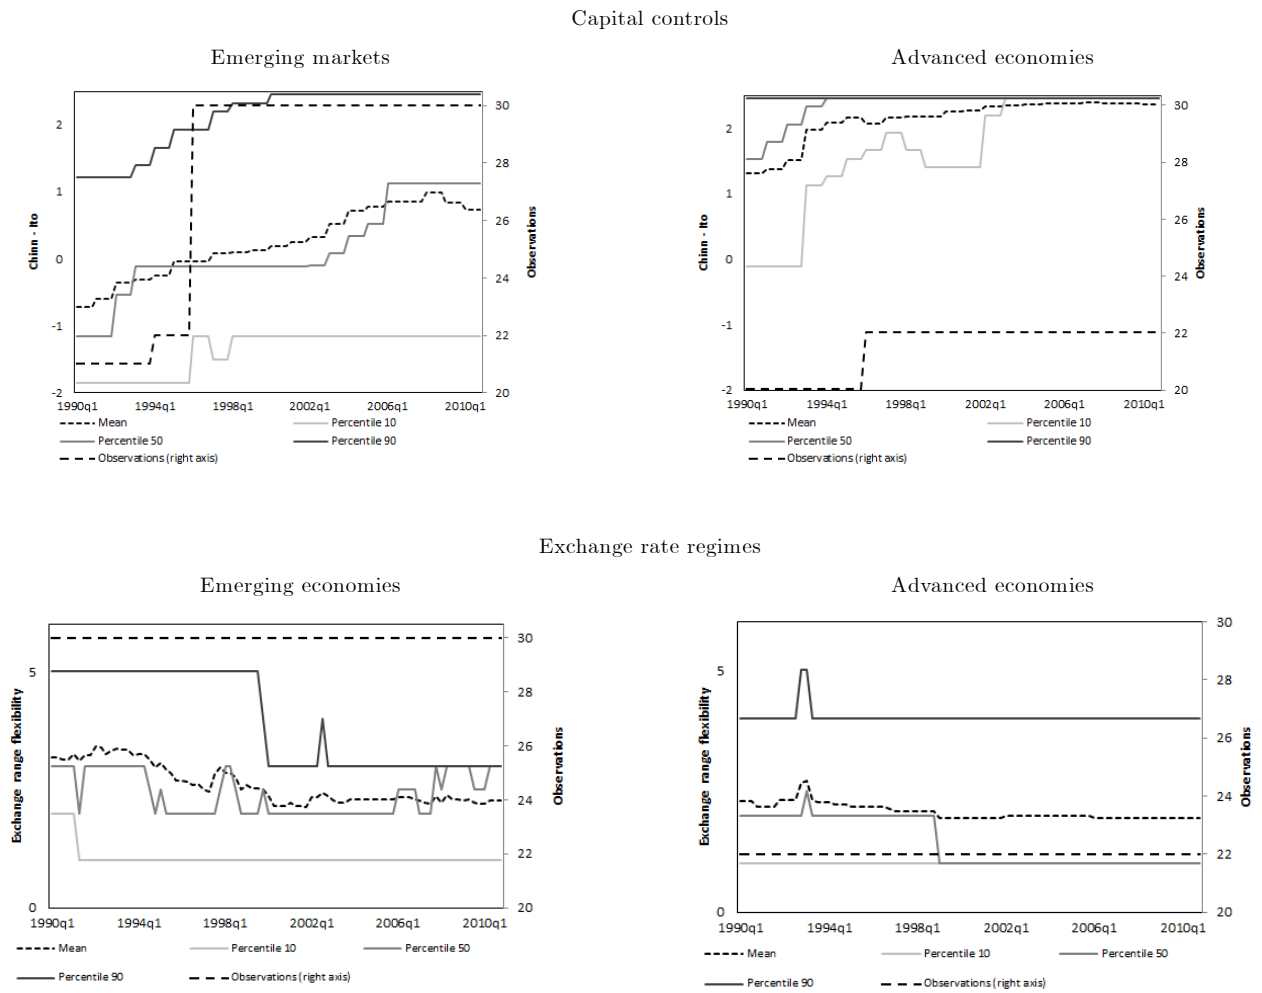 Capital controls
Emerging markets
Advanced economies
2
1
0
-1
-2
Chinn - Ito
30
28
26
24
22
20
Observations
1990q1 1994q1 1998q1 2002q1 2006q1 2010q1
Mean Percentile 10
Percentile 50 Percentile 90
Observations (right axis)
2
1
0
-1
-2
Chinn - Ito
30
28
26
24
22
20
Observations
1990q1 1994q1 1998q1 2002q1 2006q1 2010q1
Mean Percentile 10
Percentile 50 Percentile 90
Observations (right axis)
Exchange rate regimes
Emerging economies
Advanced economies
5
0
Exchange range flexibility
30
28
26
24
22
20
Observations
1990q1 1994q1 1998q1 2002q1 2006q1 2010q1
Mean Percentile 10 Percentile 50
Percentile 90 Observations (right axis)
5
0
Exchange range flexibility
30
28
26
24
22
20
Observations
1990q1 1994q1 1998q1 2002q1 2006q1 2010q1
Mean Percentile 10 Percentile 50
Percentile 90 Observations (right axis)